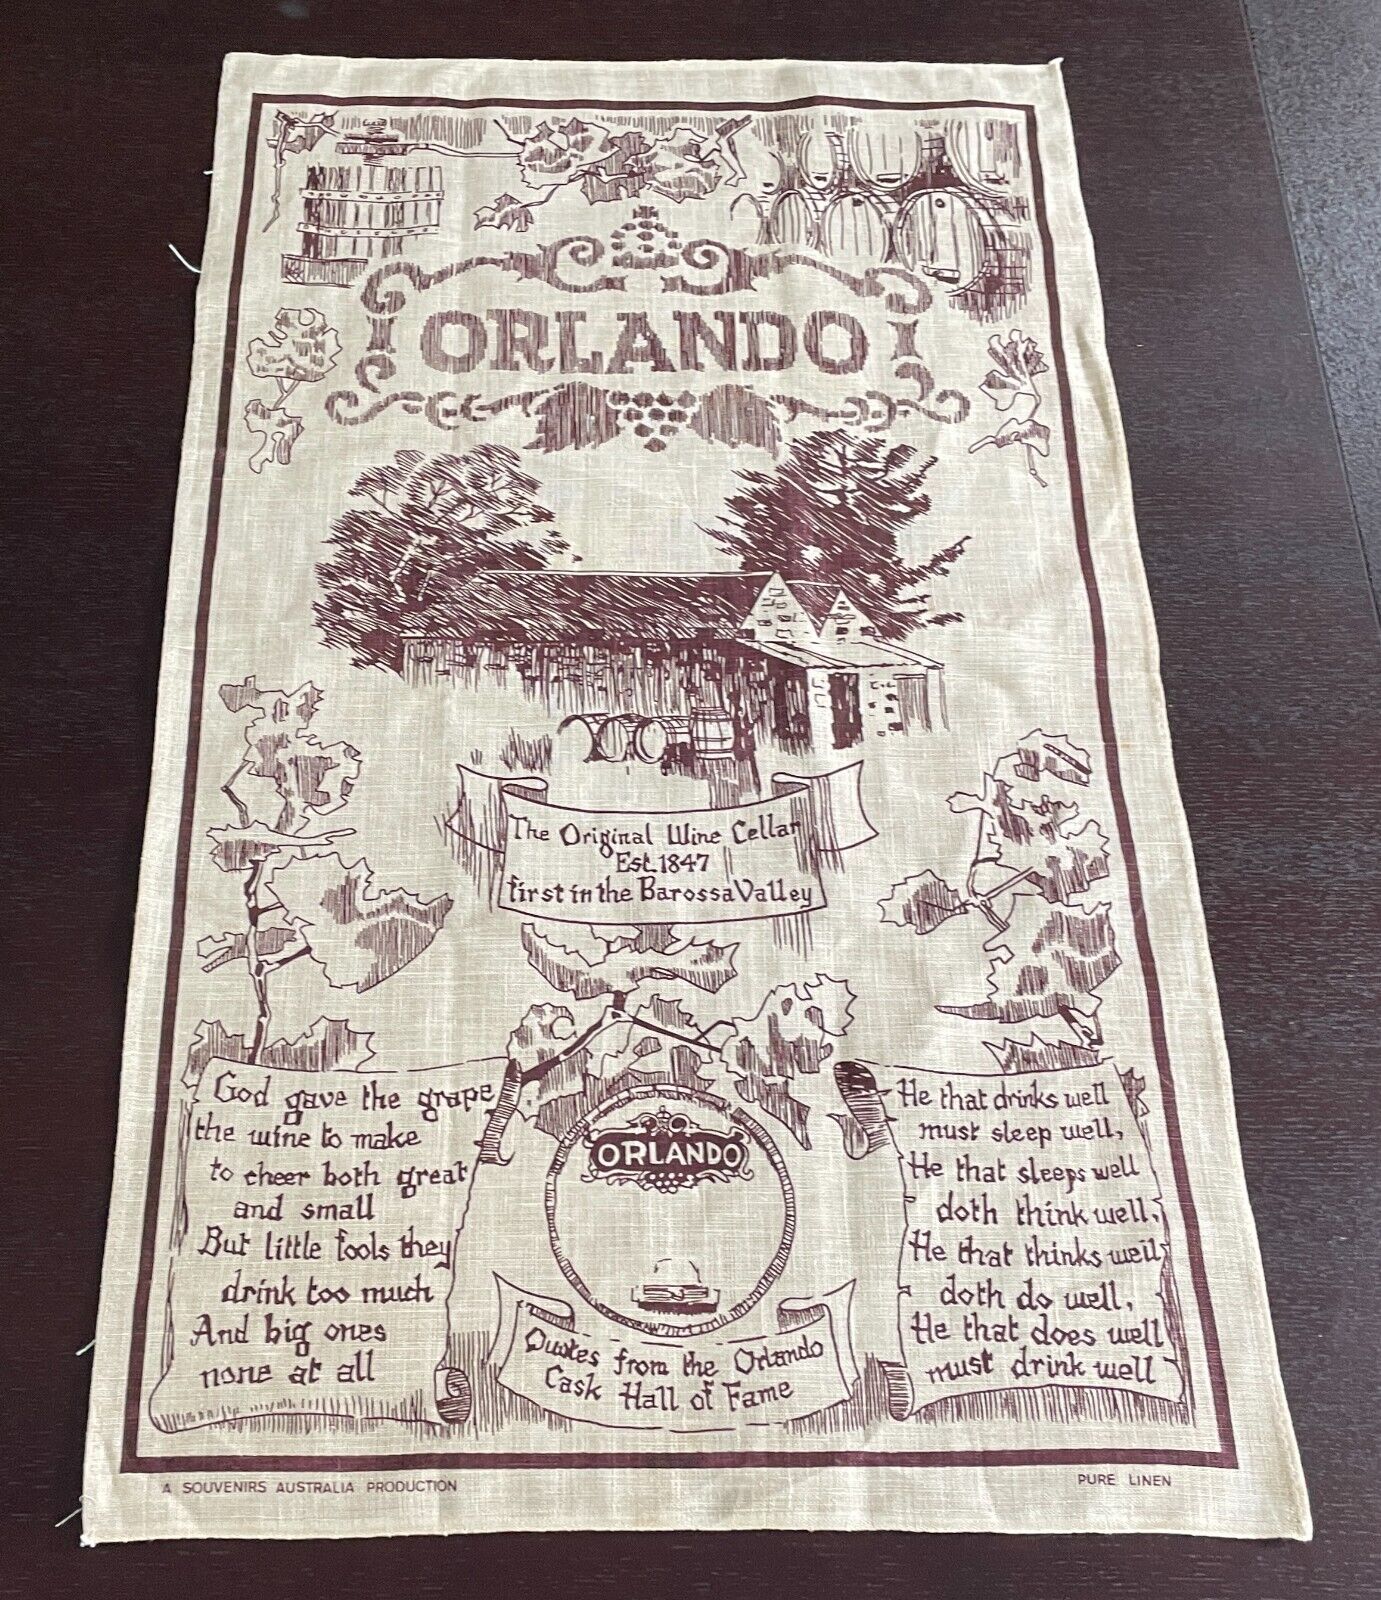 ORLANDO
The Original Wine Cellar
Est. 1847
first in the Barossa Valley
God gave the grape
the wine to make
to cheer both great
and small
But little fools they
drink too much
And big ones
none at all
ORLANDO
Quotes from the Orlando
Cask Hall of Fame
He that drinks well
must sleep well,
He that sleeps well
doth think well,
He that thinks well
doth do well,
He that does well
must drink well
A SOUVENIRS AUSTRALIA PRODUCTION
PURE LINEN